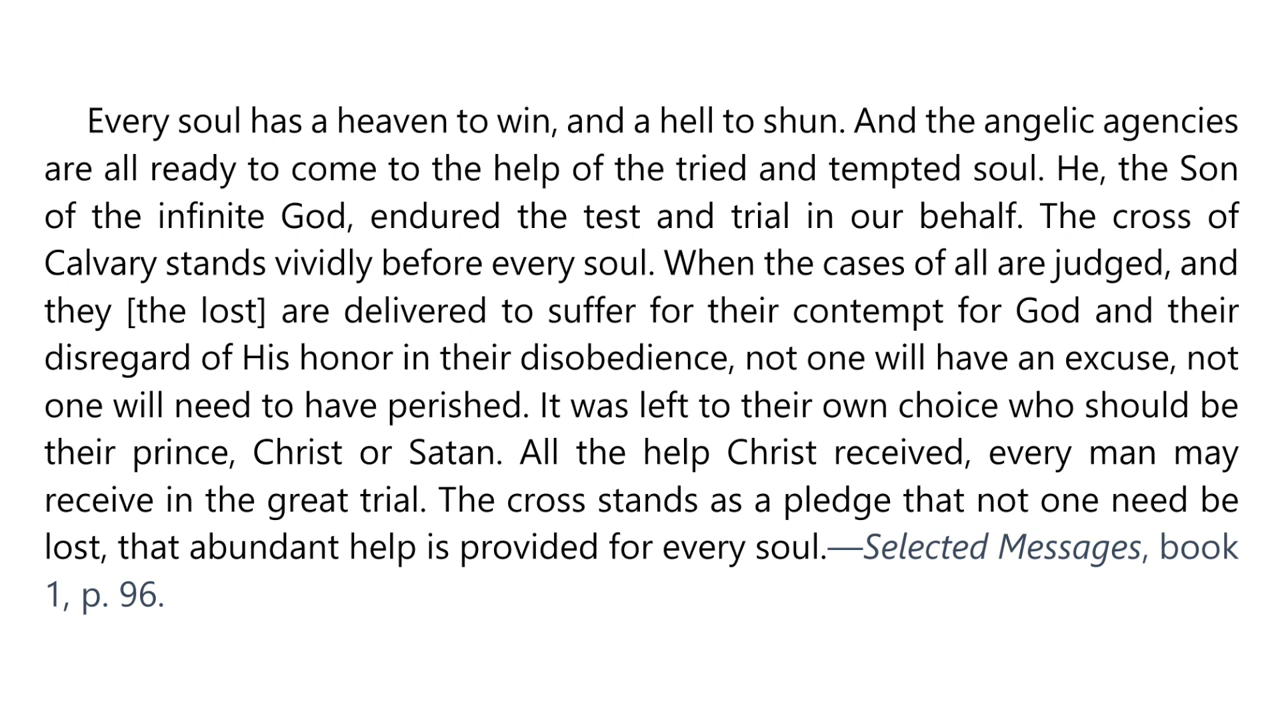 Every soul has a heaven to win, and a hell to shun. And the angelic agencies
are all ready to come to the help of the tried and tempted soul. He, the Son
of the infinite God, endured the test and trial in our behalf. The cross of
Calvary stands vividly before every soul. When the cases of all are judged, and
they [the lost] are delivered to suffer for their contempt for God and their
disregard of His honor in their disobedience, not one will have an excuse, not
one will need to have perished. It was left to their own choice who should be
their prince, Christ or Satan. All the help Christ received, every man may
receive in the great trial. The cross stands as a pledge that not one need be
lost, that abundant help is provided for every soul.—Selected Messages, book
1, p. 96.